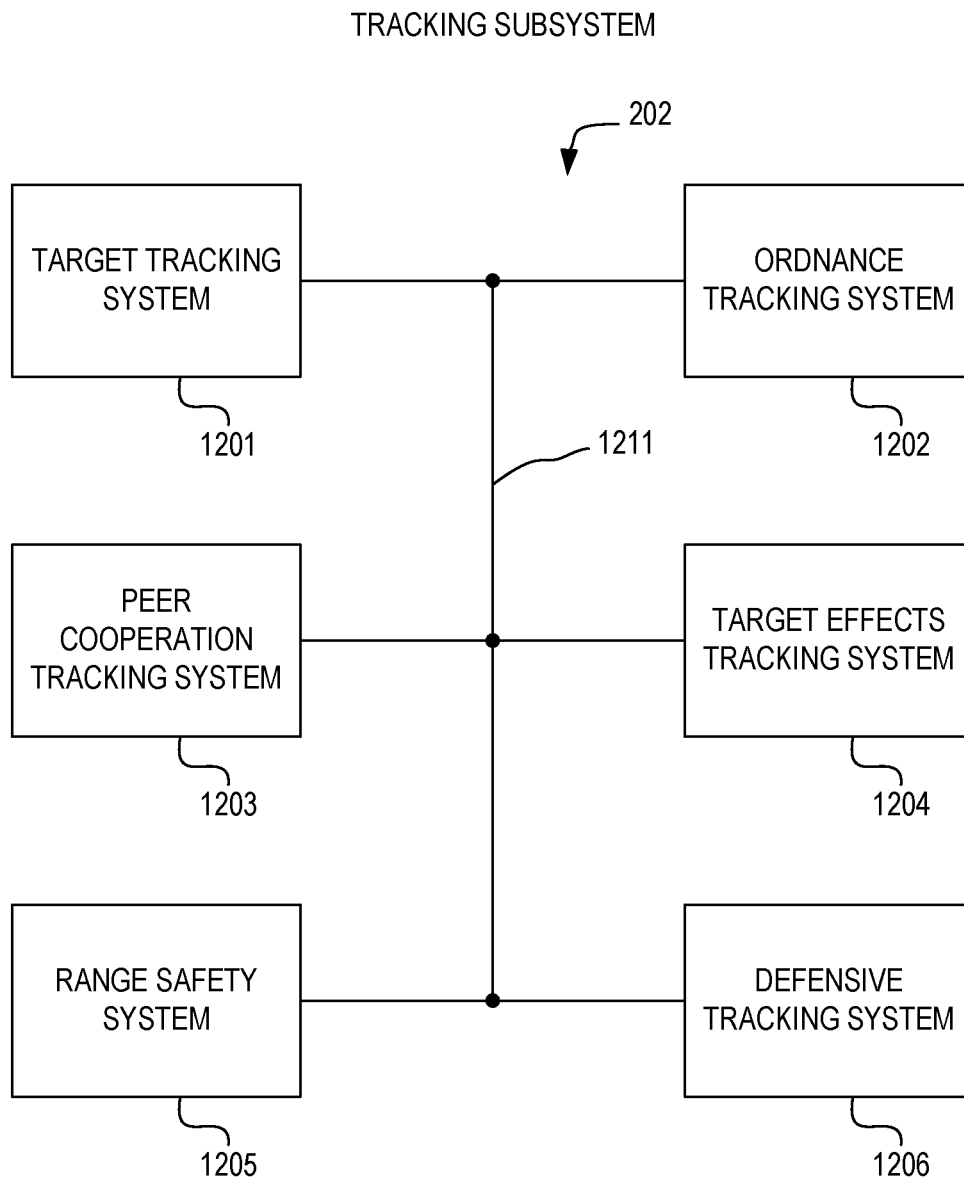 TRACKING SUBSYSTEM
202
TARGET TRACKING
SYSTEM
1201
ORDNANCE
TRACKING SYSTEM
1202
1211
PEER
COOPERATION
TRACKING SYSTEM
1203
TARGET EFFECTS
TRACKING SYSTEM
1204
RANGE SAFETY
SYSTEM
1205
DEFENSIVE
TRACKING SYSTEM
1206